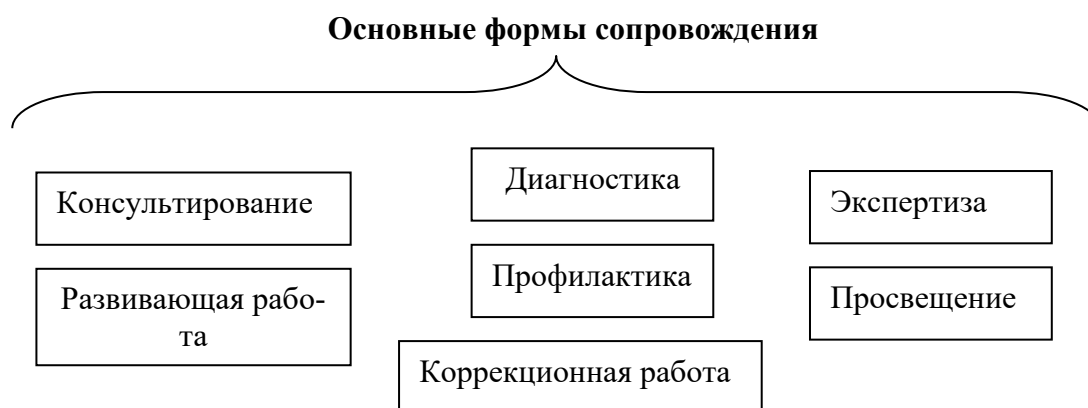 Основные формы сопровождения
Консультирование
Диагностика
Экспертиза
Развивающая рабо-
та
Профилактика
Просвещение
Коррекционная работа